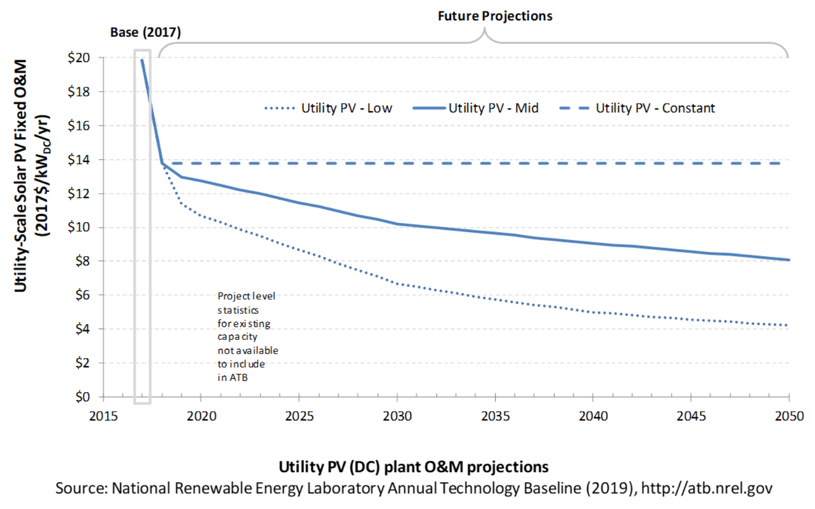 Future Projections
Base (2017)
$20
$18
$16
$14
$12
$10
$8
$6
$4
$2
$0
Utility-Scale Solar PV Fixed O&M
(2017$/kWDC/yr)
Utility PV - Low
Utility PV - Mid
Utility PV - Constant
Project level
statistics
for existing
capacity
not available
to include
in ATB
2015 2020 2025 2030 2035 2040 2045 2050
Utility PV (DC) plant O&M projections
Source: National Renewable Energy Laboratory Annual Technology Baseline (2019), http://atb.nrel.gov